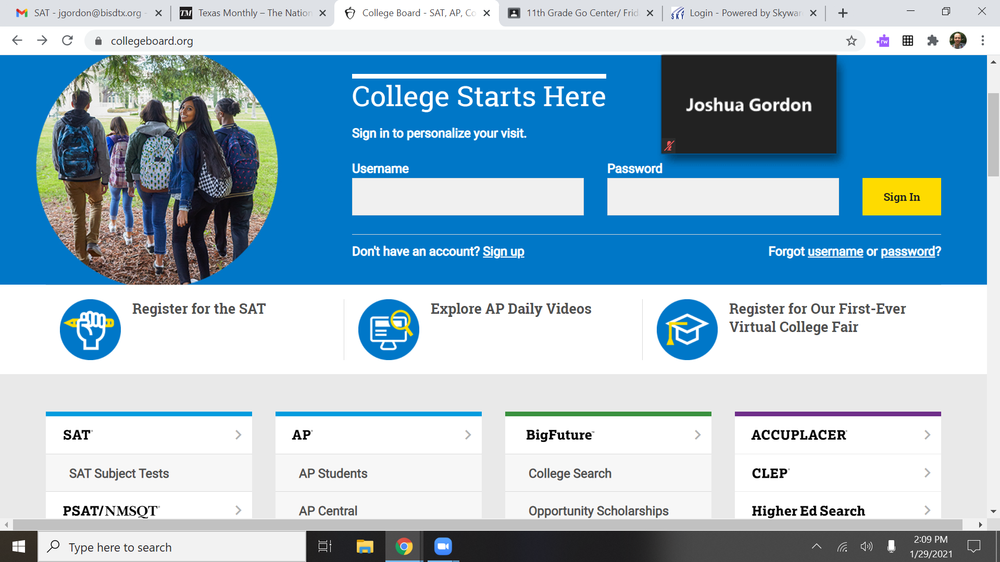 SAT - jgordon@bisdtx.org -
TM Texas Monthly – The Nation
College Board - SAT, AP, Co
11th Grade Go Center/ Frid
SKY Login - Powered by Skywar
collegeboard.org
rw
College Starts Here
Joshua Gordon
Sign in to personalize your visit.
Username
Password
Sign In
Don't have an account? Sign up
Forgot username or password?
Register for the SAT
Explore AP Daily Videos
Register for Our First-Ever
Virtual College Fair
SAT®
AP®
BigFuture™
ACCUPLACER®
SAT Subject Tests
AP Students
College Search
CLEP®
PSAT/NMSQT®
AP Central
Opportunity Scholarships
Higher Ed Search
Type here to search
2:09 PM
1/29/2021